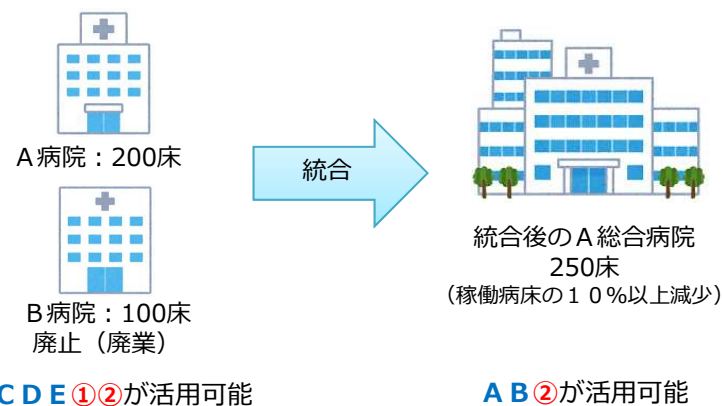 A病院：200床
統合
B病院：100床
廃止（廃業）
統合後のA総合病院
250床
（稼働病床の１０％以上減少）
C D E①②が活用可能
A B②が活用可能